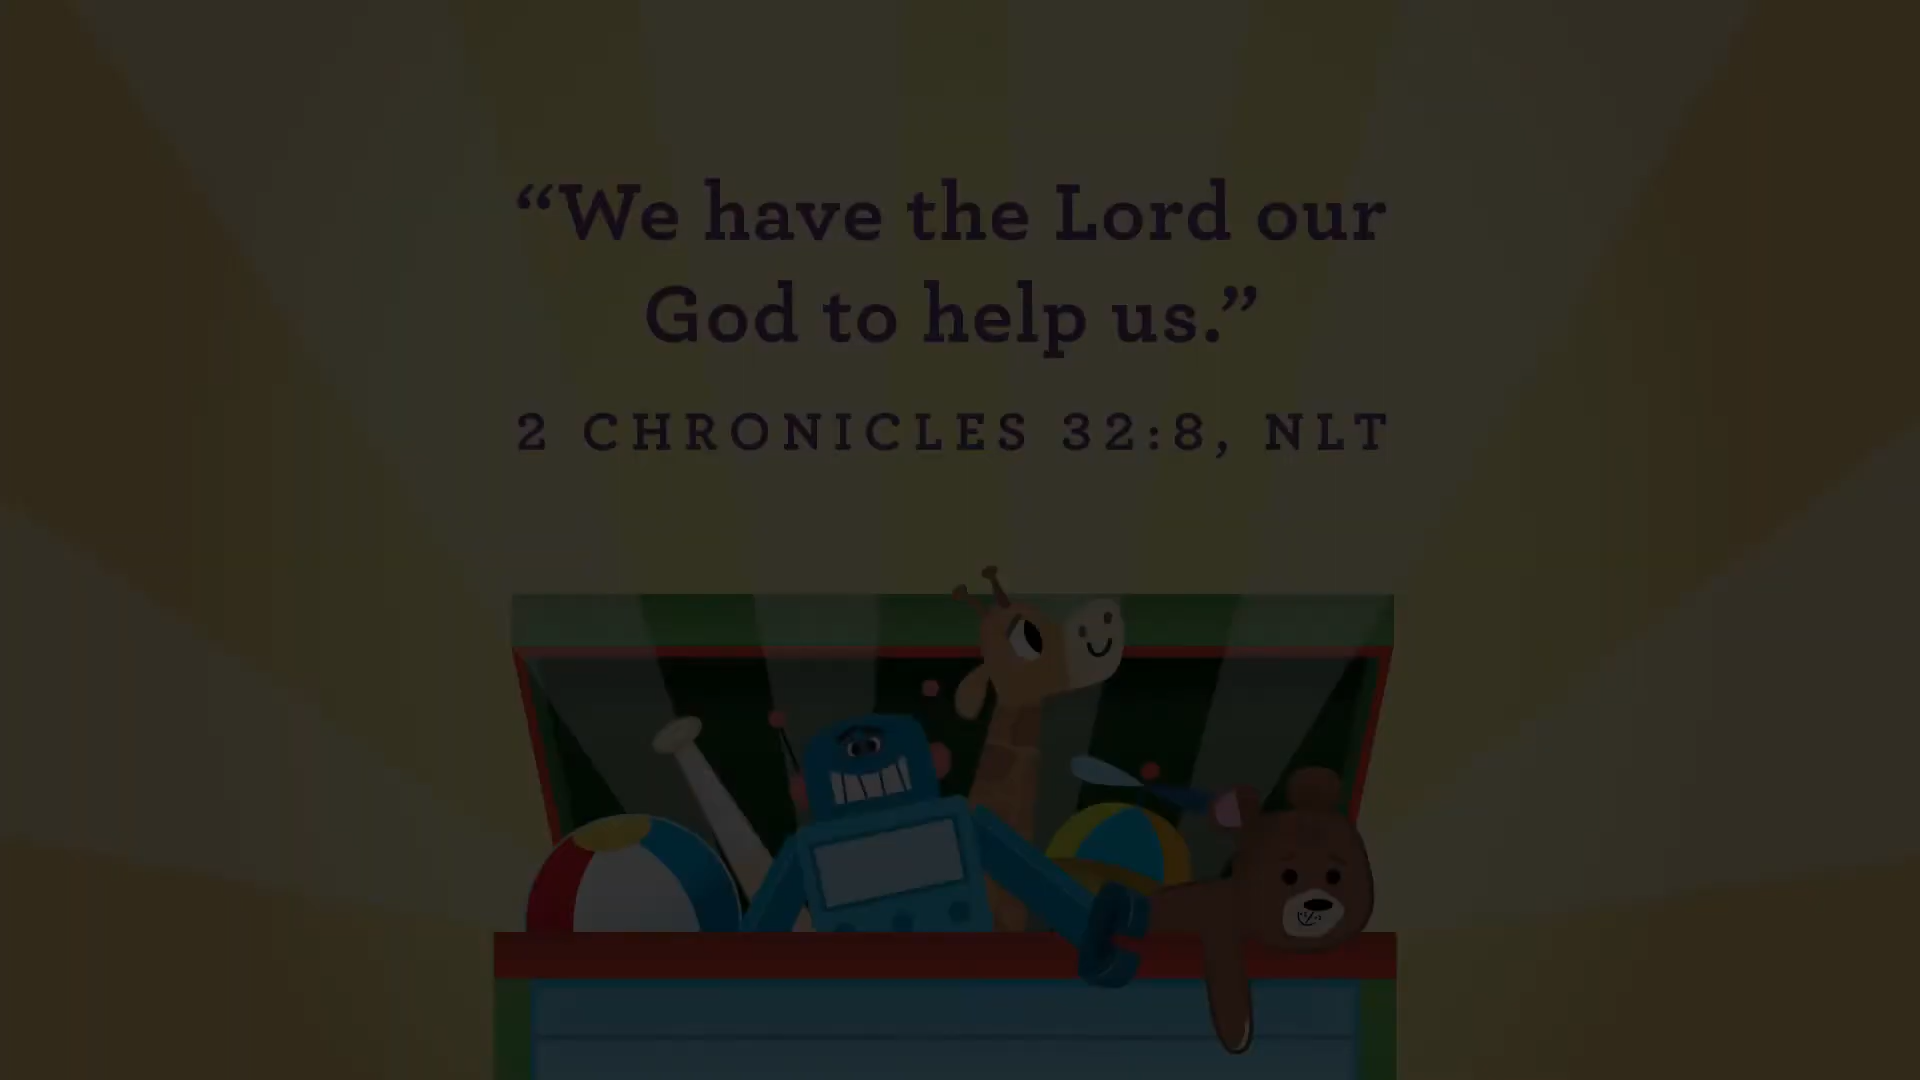 “We have the Lord our
God to help us.”
2 CHRONICLES 32:8, NLT